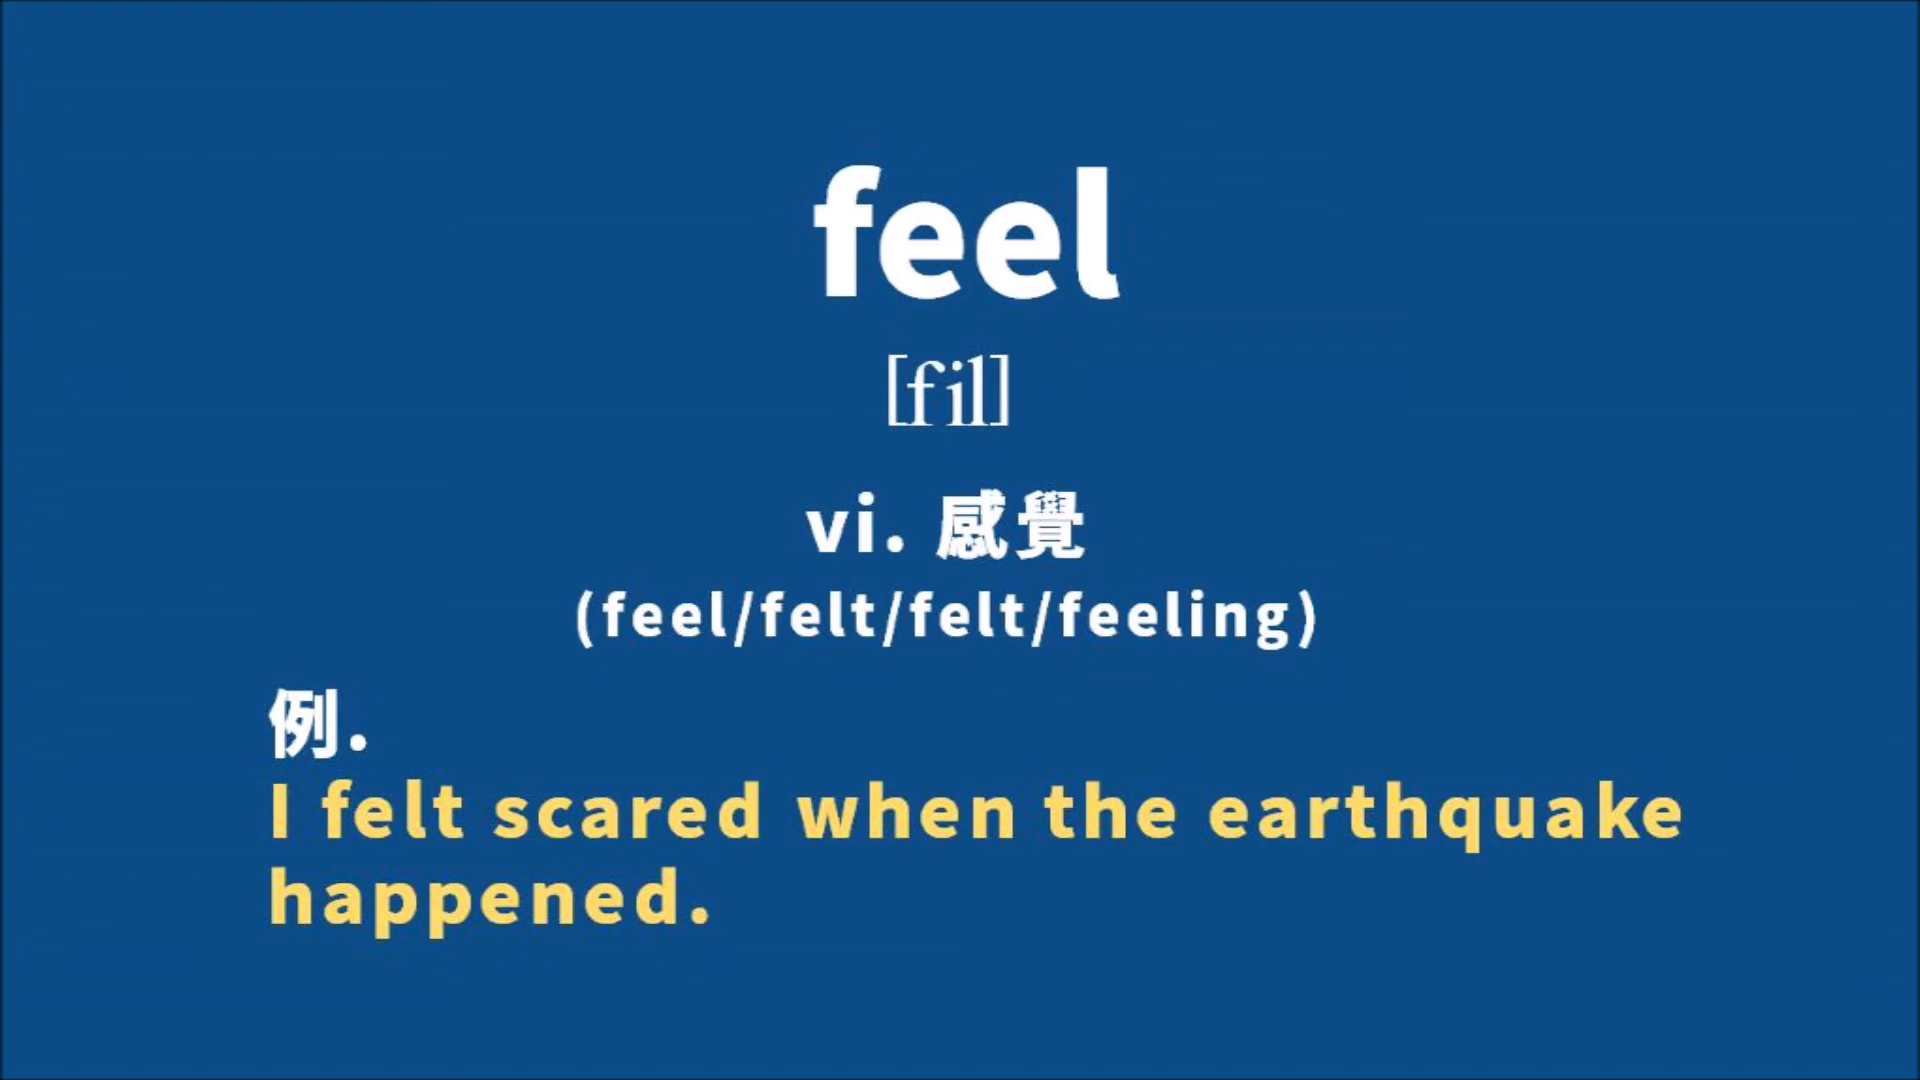 feel
[fil]
vi. 感覺
(feel/felt/felt/feeling)
例.
I felt scared when the earthquake
happened.